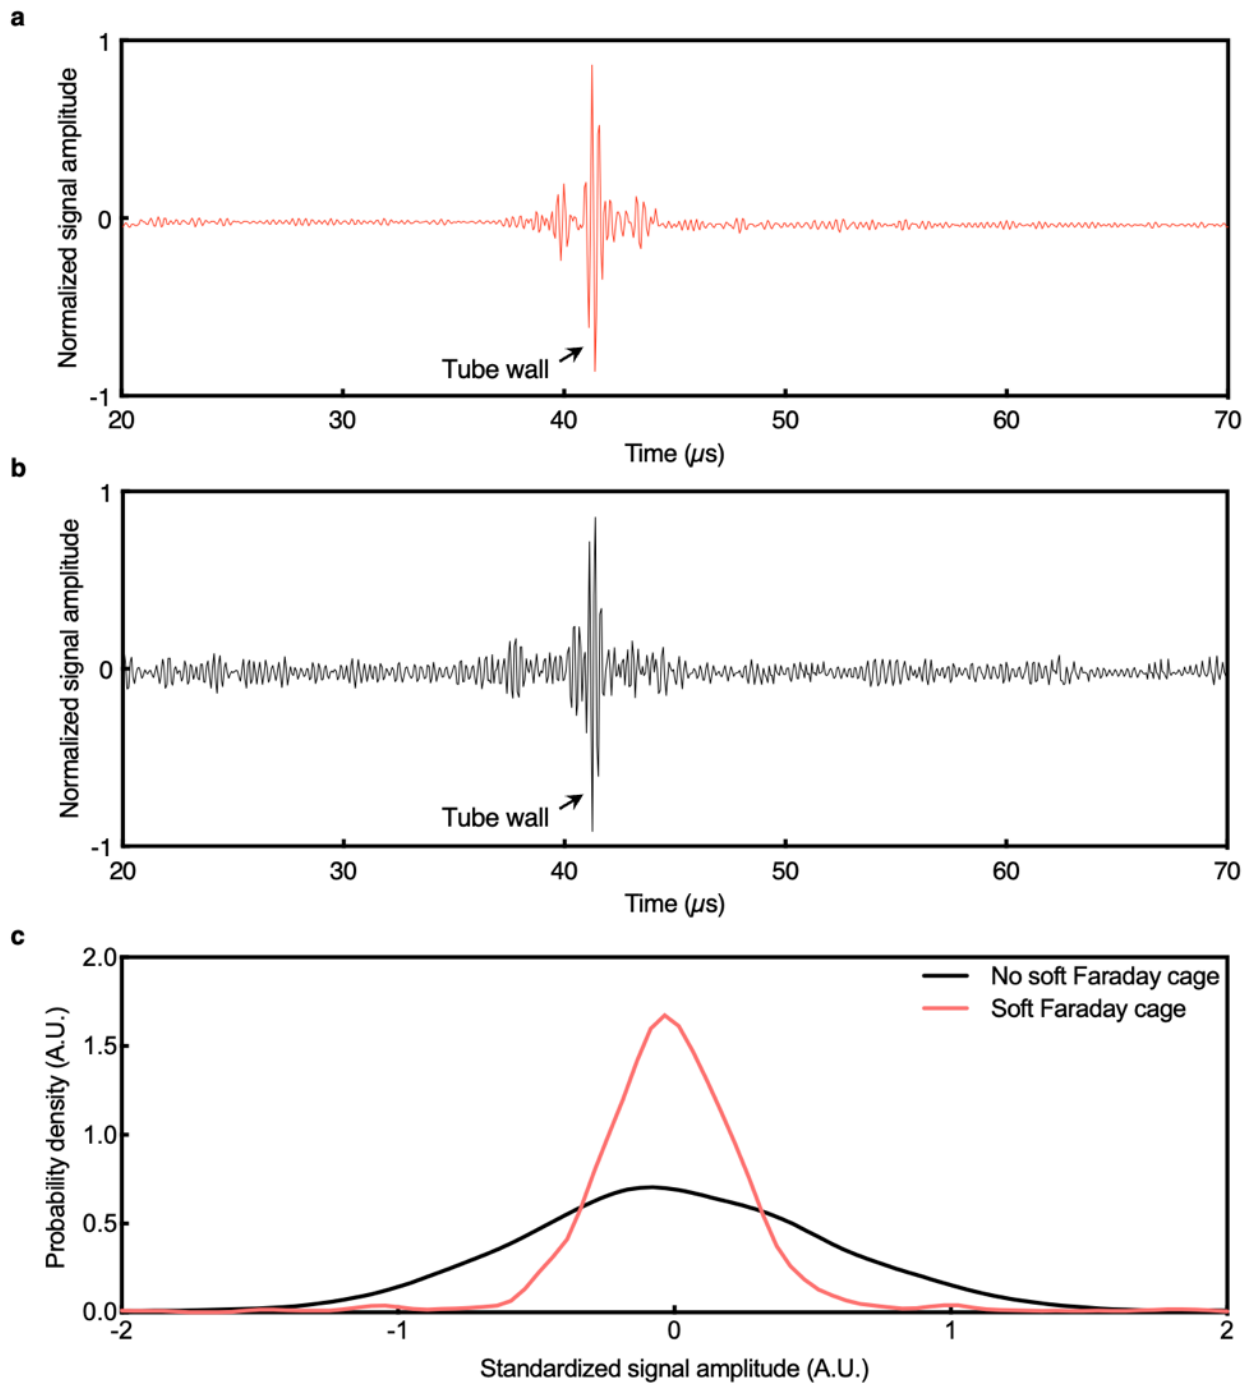 a
Normalized signal amplitude
1
0
-1
Tube wall
20 30 40 50 60 70
Time (µs)
b
Normalized signal amplitude
1
0
-1
Tube wall
20 30 40 50 60 70
Time (µs)
c
Probability density (A.U.)
2.0
1.5
1.0
0.5
0.0
No soft Faraday cage
Soft Faraday cage
-2 -1 0 1 2
Standardized signal amplitude (A.U.)